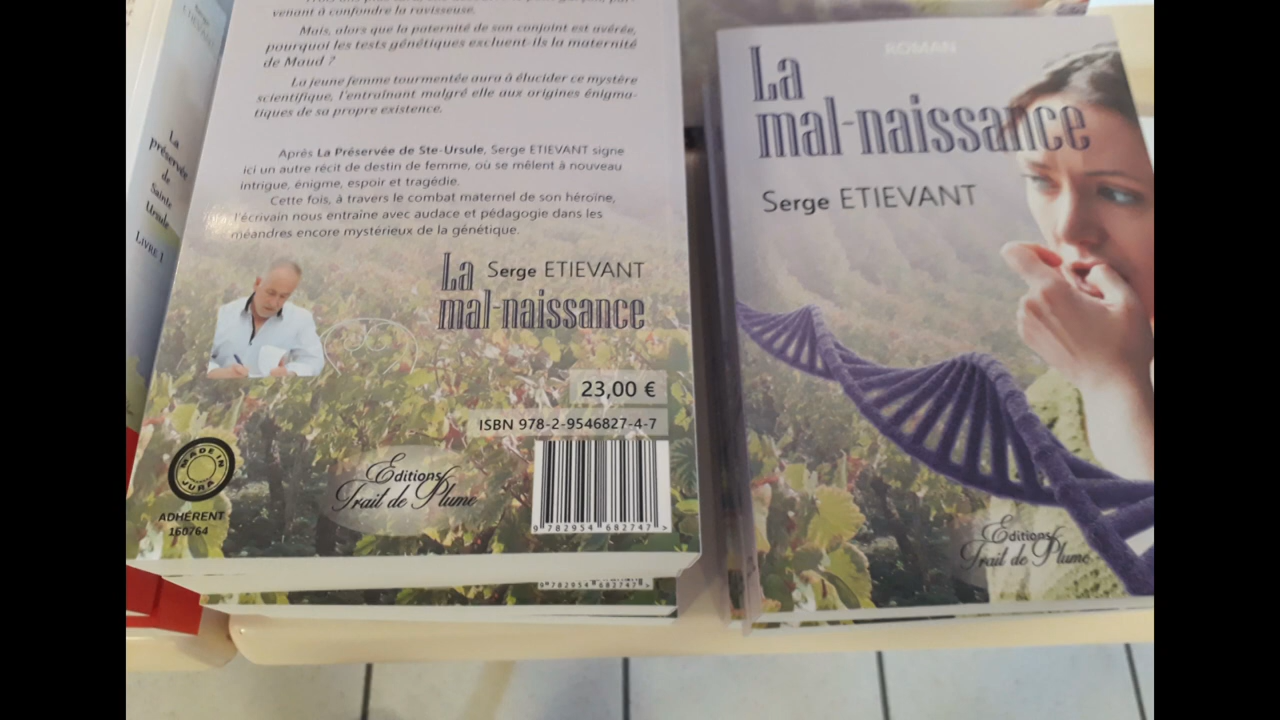 Serge
ETIEVANT
La
préservée
de
Sainte
Ursule
LIVRE 1
venant à confondre la ravisseuse.
Mais, alors que la paternité de son conjoint est avérée,
pourquoi les tests génétiques excluent-ils la maternité
de Maud ?
La jeune femme tourmentée aura à élucider ce mystère
scientifique, l'entraînant malgré elle aux origines énigma-
tiques de sa propre existence.
Après La Préservée de Ste-Ursule, Serge ETIEVANT signe
ici un autre récit de destin de femme, où se mêlent à nouveau
intrigue, énigme, espoir et tragédie.
Cette fois, à travers le combat maternel de son héroïne,
l'écrivain nous entraîne avec audace et pédagogie dans les
méandres encore mystérieux de la génétique.
La
mal-naissance
Serge ETIEVANT
23,00 €
ISBN 978-2-9546827-4-7
9 782954 682747 >
MADE IN
JURA
ADHÉRENT
160764
Editions
Trait de Plume
9 782954 682747 >
ROMAN
La
mal-naissance
Serge ETIEVANT
Editions
Trait de Plume